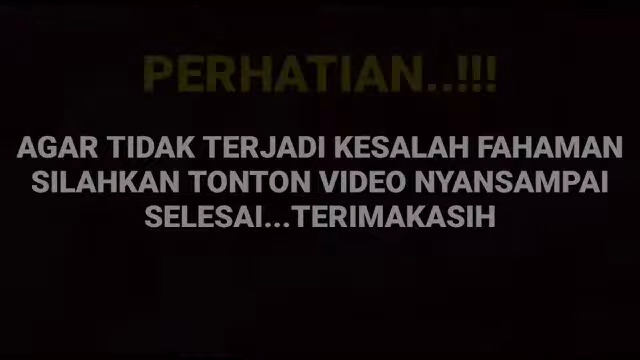 PERHATIAN..!!!
AGAR TIDAK TERJADI KESALAH FAHAMAN
SILAHKAN TONTON VIDEO NYANSAMPAI
SELESAI...TERIMAKASIH